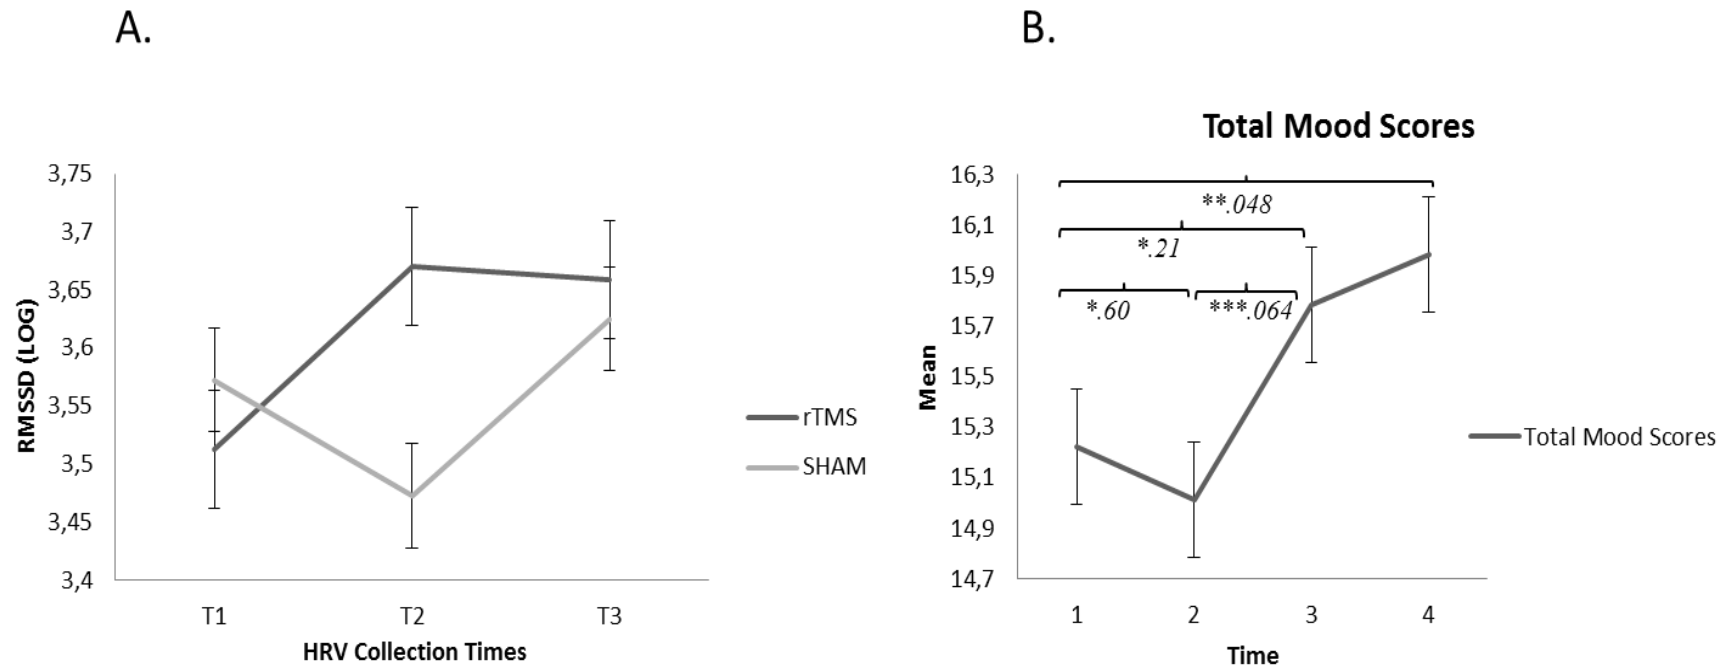 A.
3,75
3,7
3,65
3,6
3,55
3,5
3,45
3,4
RMSSD (LOG)
T1 T2 T3
HRV Collection Times
rTMS
SHAM
B.
Total Mood Scores
16,3
16,1
15,9
15,7
15,5
15,3
15,1
14,9
14,7
Mean
**.048
*.21
*.60 ***.064
1 2 3 4
Time
Total Mood Scores